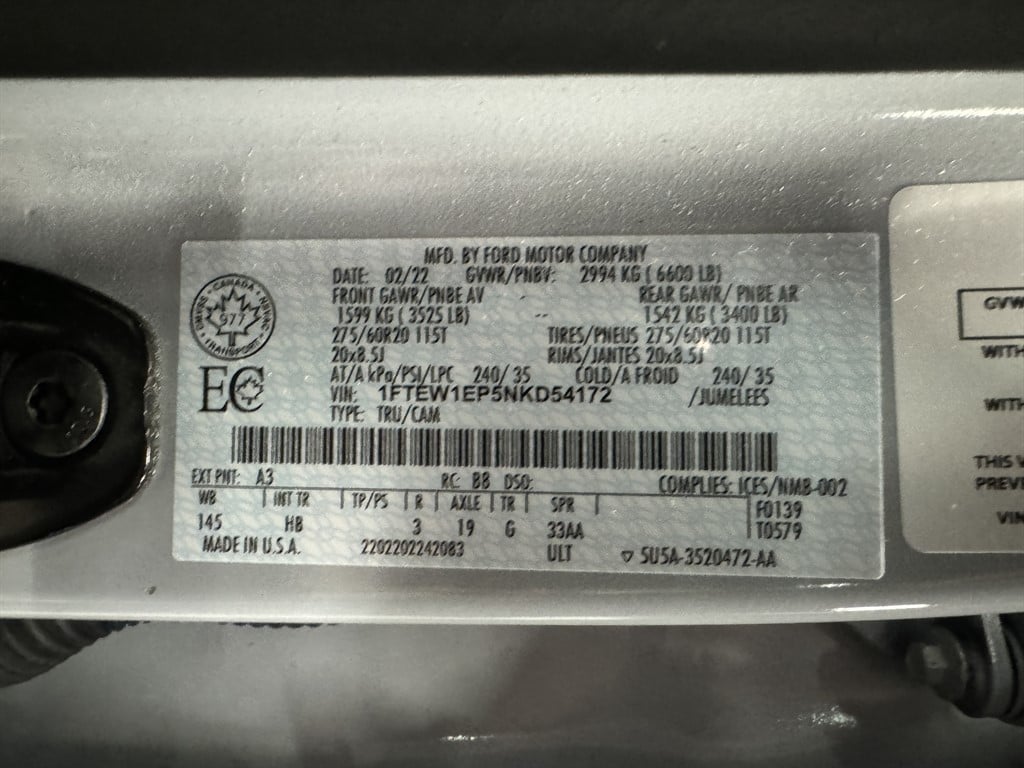 MFD. BY FORD MOTOR COMPANY
DATE: 02/22 GVWR/PNBV: 2994 KG ( 6600 LB)
FRONT GAWR/PNBE AV REAR GAWR/ PNBE AR
1599 KG ( 3525 LB) -- 1542 KG ( 3400 LB)
275/60R20 115T TIRES/PNEUS 275/60R20 115T
20x8.5J RIMS/JANTES 20x8.5J
AT/A kPa/PSI/LPC 240/ 35 COLD/A FROID 240/ 35
VIN: 1FTEW1EP5NKD54172 /JUMELEES
TYPE: TRU/CAM
CANADA
977
TRANSPORT
EC
EXT PNT: A3 RC: B8 DSO: COMPLIES: ICES/NMB-002
WB INT TR TP/PS R AXLE TR SPR F0139
145 HB 3 19 G 33AA T0579
MADE IN U.S.A. 2202202242083 ULT ▽ 5U5A-3520472-AA
GVW
WITH
WITH
THIS
PREVE
VIN